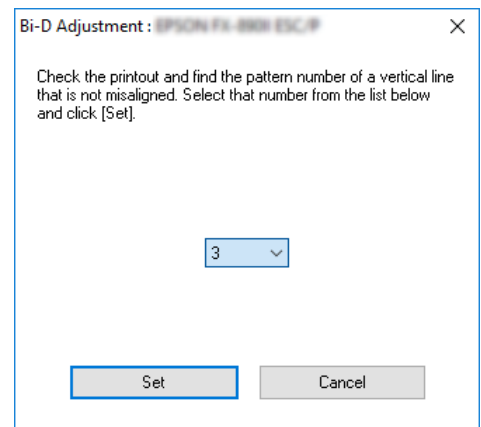 Bi-D Adjustment :
Check the printout and find the pattern number of a vertical line
that is not misaligned. Select that number from the list below
and click [Set].
3
Set
Cancel